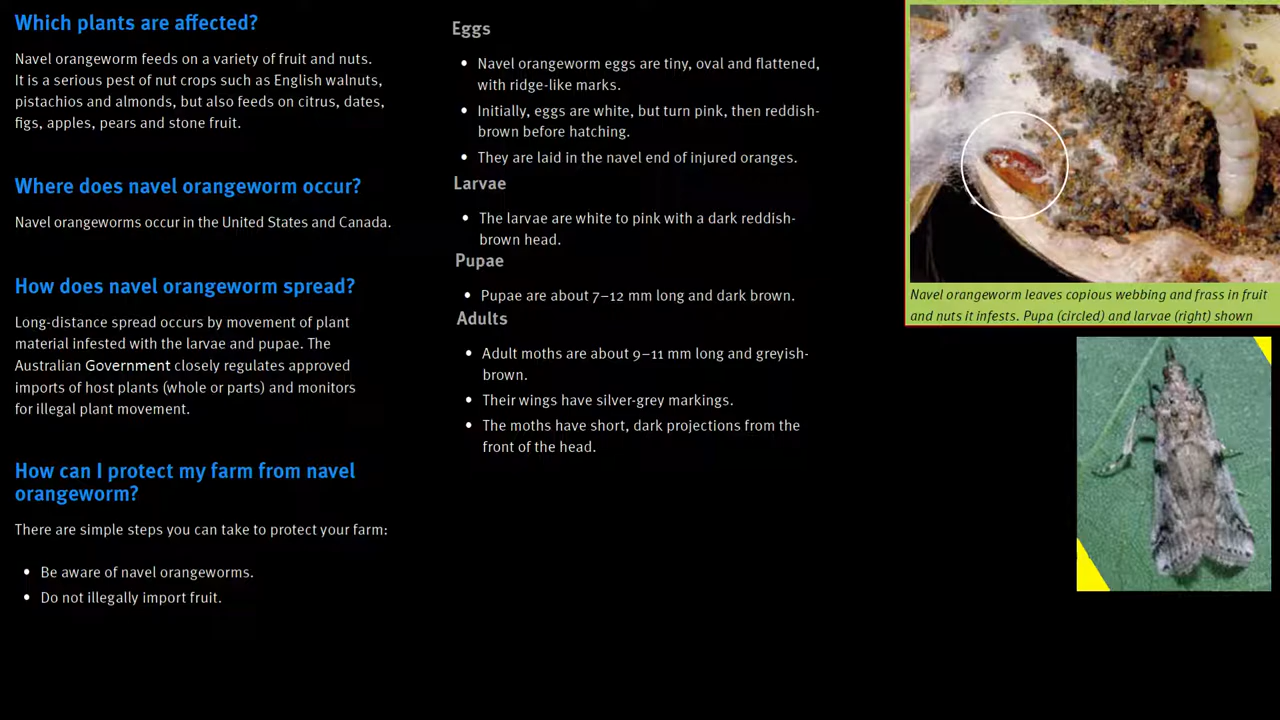 Which plants are affected?
Navel orangeworm feeds on a variety of fruit and nuts.
It is a serious pest of nut crops such as English walnuts,
pistachios and almonds, but also feeds on citrus, dates,
figs, apples, pears and stone fruit.
Where does navel orangeworm occur?
Navel orangeworms occur in the United States and Canada.
How does navel orangeworm spread?
Long-distance spread occurs by movement of plant
material infested with the larvae and pupae. The
Australian Government closely regulates approved
imports of host plants (whole or parts) and monitors
for illegal plant movement.
How can I protect my farm from navel
orangeworm?
There are simple steps you can take to protect your farm:
• Be aware of navel orangeworms.
• Do not illegally import fruit.
Eggs
• Navel orangeworm eggs are tiny, oval and flattened,
with ridge-like marks.
• Initially, eggs are white, but turn pink, then reddish-
brown before hatching.
• They are laid in the navel end of injured oranges.
Larvae
• The larvae are white to pink with a dark reddish-
brown head.
Pupae
• Pupae are about 7–12 mm long and dark brown.
Adults
• Adult moths are about 9–11 mm long and greyish-
brown.
• Their wings have silver-grey markings.
• The moths have short, dark projections from the
front of the head.
Navel orangeworm leaves copious webbing and frass in fruit
and nuts it infests. Pupa (circled) and larvae (right) shown